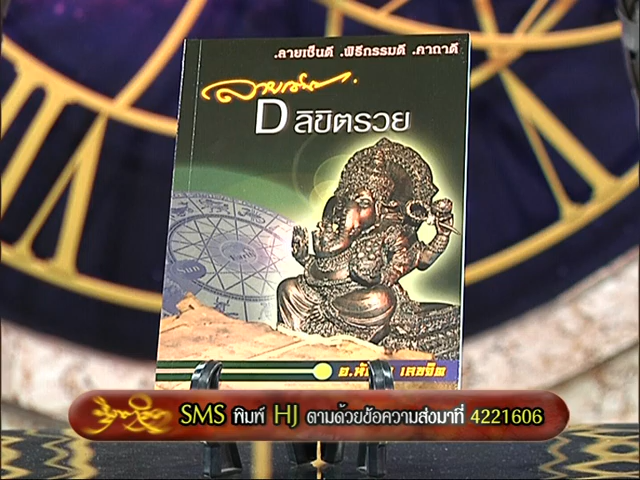 .ลายเซ็นดี .พิธีกรรมดี .คาถาดี
ลายเซ็น
D ลิขิตรวย
SMS พิมพ์ HJ ตามด้วยข้อความส่งมาที่ 4221606